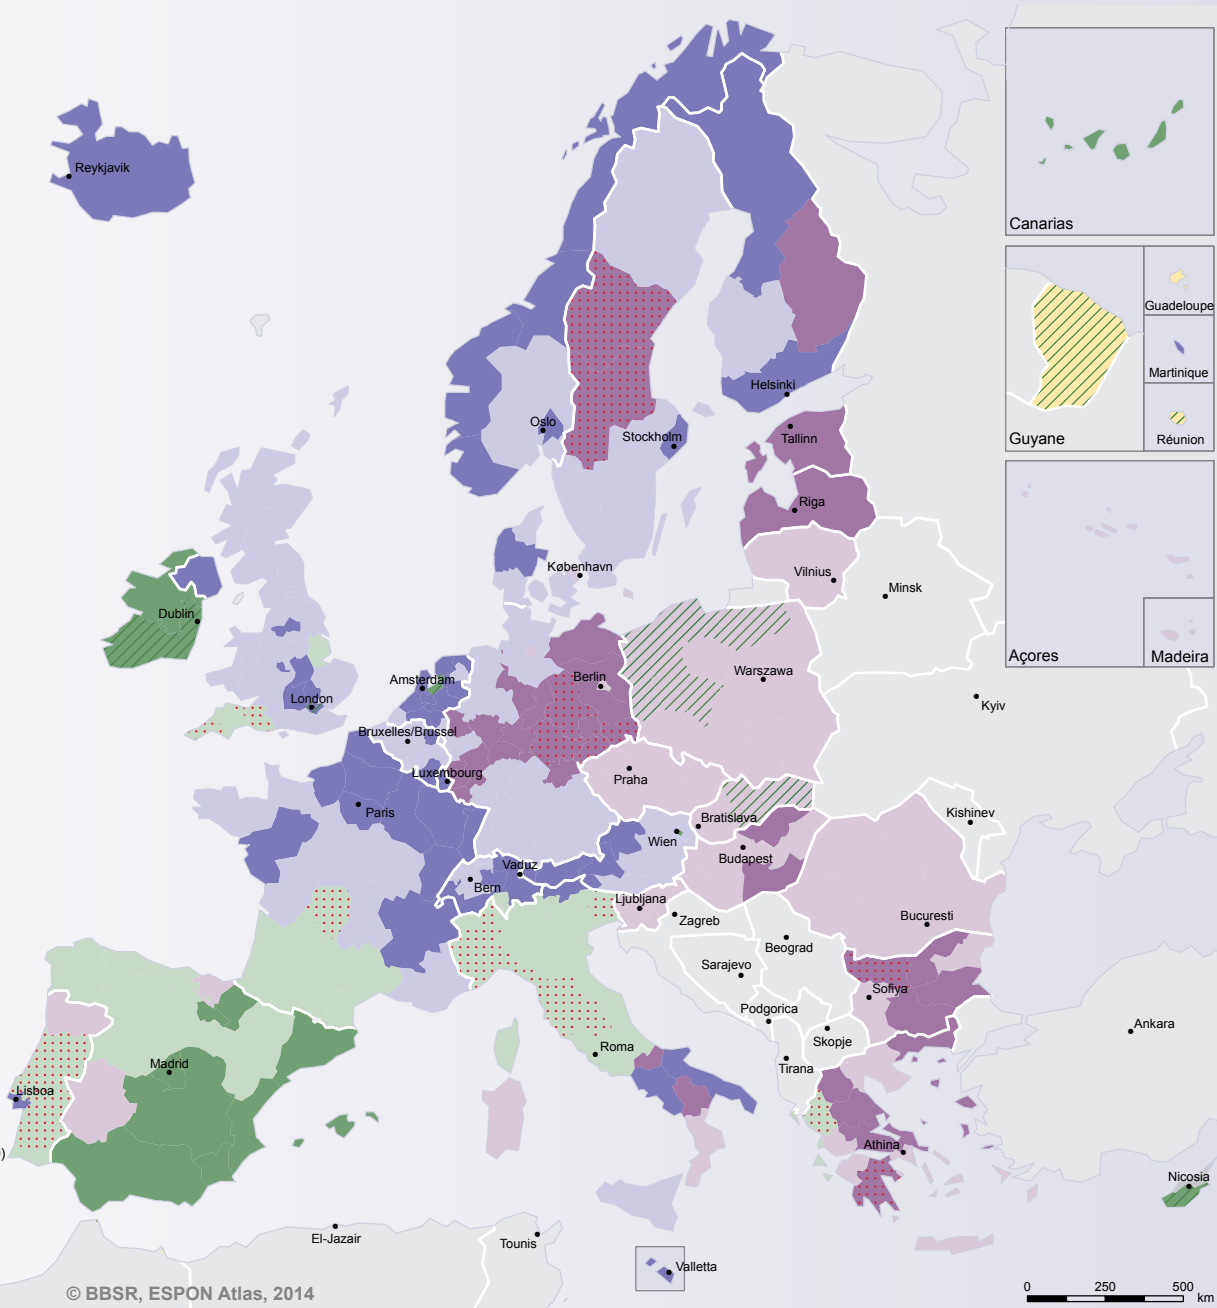 Canarias
Reykjavik
Guadeloupe
Martinique
Guyane
Réunion
Helsinki
Oslo
Stockholm
Tallinn
Riga
København
Vilnius
Minsk
Dublin
Açores
Madeira
Amsterdam
Berlin
Warszawa
London
Kyiv
Bruxelles/Brussel
Luxembourg
Praha
Paris
Bratislava
Kishinev
Wien
Budapest
Vaduz
Bern
Ljubljana
Zagreb
Bucuresti
Beograd
Sarajevo
Sofiya
Podgorica
Ankara
Skopje
Roma
Madrid
Tirana
Lisboa
Athina
)
Nicosia
El-Jazair
Tounis
Valletta
© BBSR, ESPON Atlas, 2014
0 250 500
km